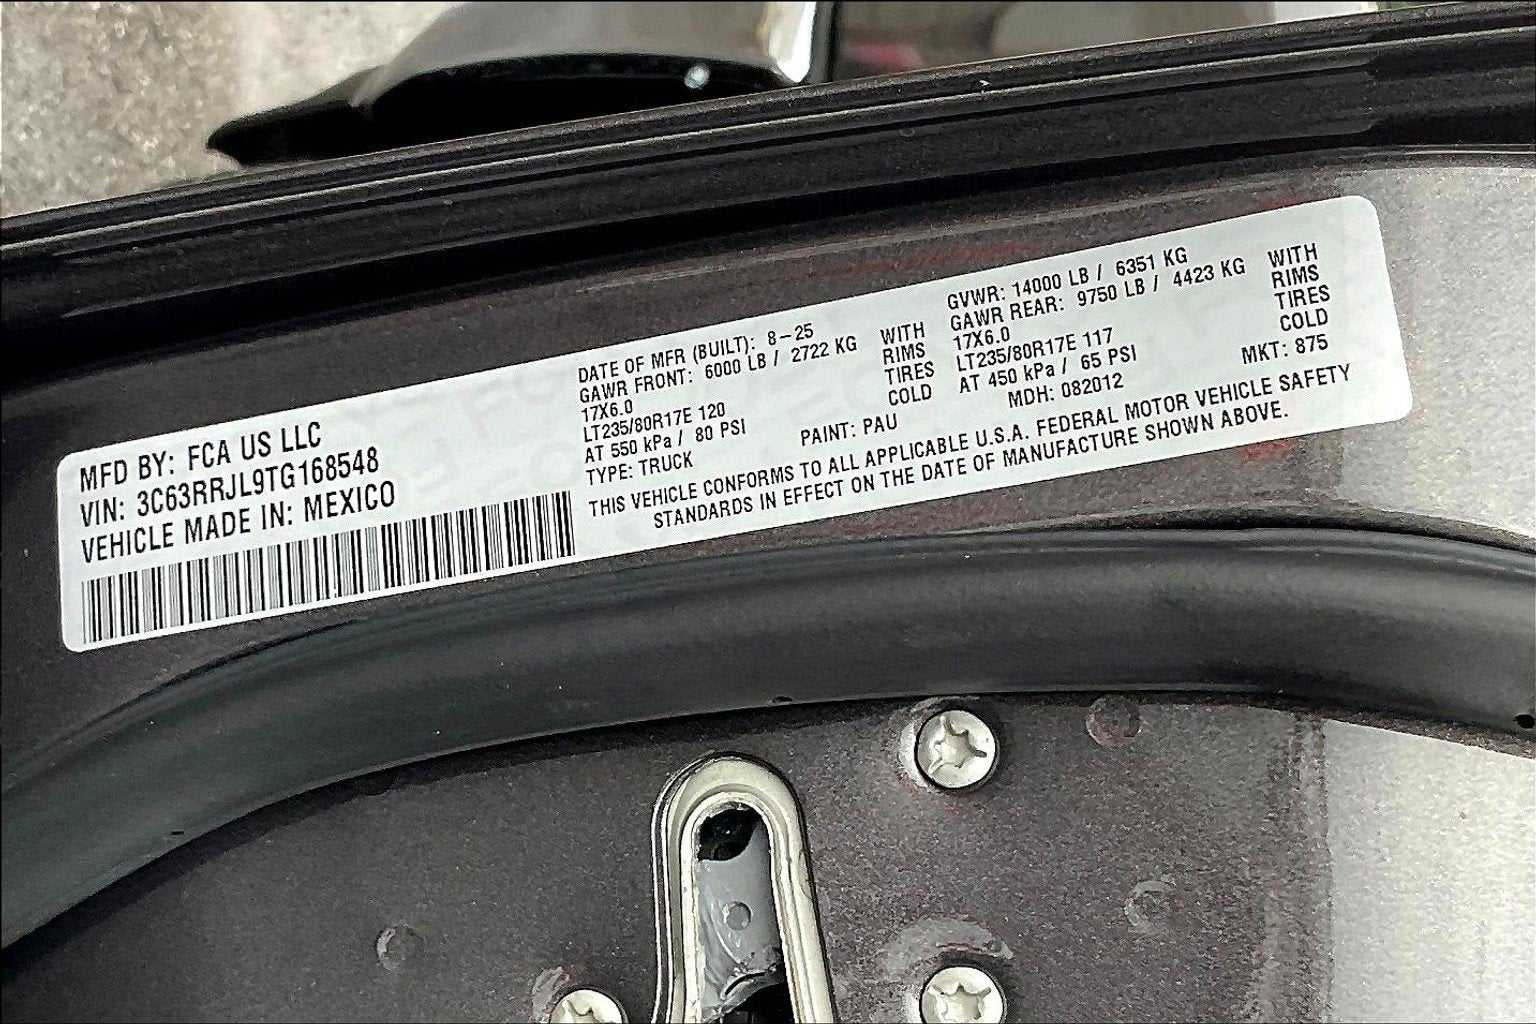 MFD BY: FCA US LLC
VIN: 3C63RRJL9TG168548
VEHICLE MADE IN: MEXICO
DATE OF MFR (BUILT): 8-25
GAWR FRONT: 6000 LB / 2722 KG WITH
17X6.0 RIMS
LT235/80R17E 120 TIRES
AT 550 kPa / 80 PSI COLD
TYPE: TRUCK PAINT: PAU
GVWR: 14000 LB / 6351 KG
GAWR REAR: 9750 LB / 4423 KG WITH
17X6.0 RIMS
LT235/80R17E 117 TIRES
AT 450 kPa / 65 PSI COLD
MDH: 082012 MKT: 875
THIS VEHICLE CONFORMS TO ALL APPLICABLE U.S.A. FEDERAL MOTOR VEHICLE SAFETY
STANDARDS IN EFFECT ON THE DATE OF MANUFACTURE SHOWN ABOVE.